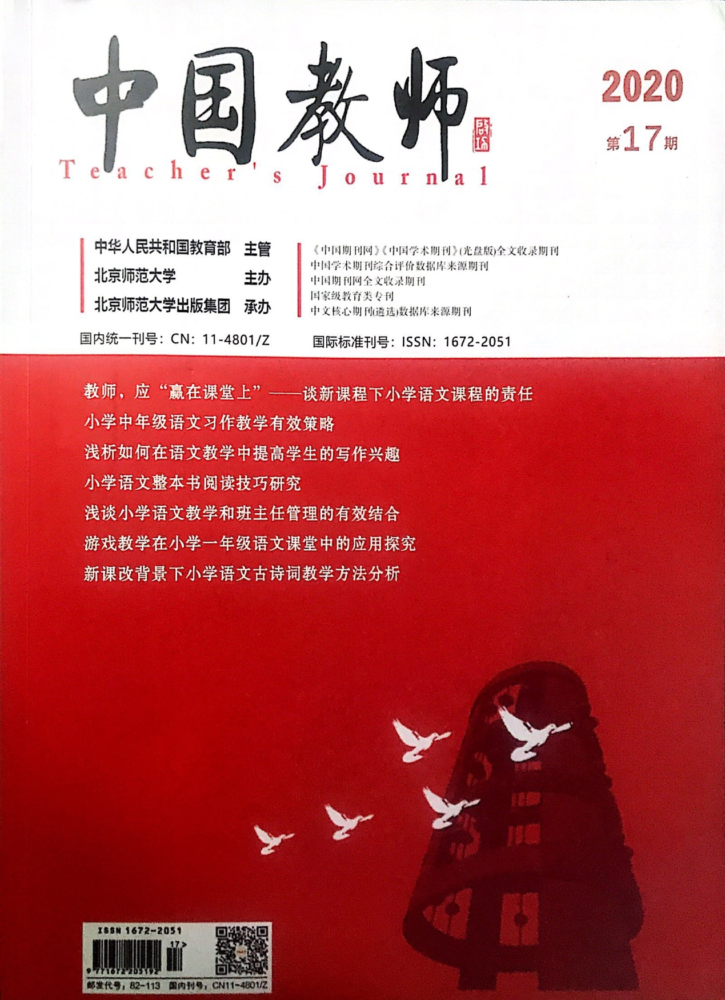 中国教师
启功
Teacher's Journal
2020
第17期
中华人民共和国教育部 主管
北京师范大学 主办
北京师范大学出版集团 承办
《中国期刊网》《中国学术期刊》(光盘版)全文收录期刊
中国学术期刊综合评价数据库来源期刊
中国期刊网全文收录期刊
国家级教育类专刊
中文核心期刊(遴选)数据库来源期刊
国内统一刊号：CN：11-4801/Z
国际标准刊号：ISSN：1672-2051
教师，应“赢在课堂上”——谈新课程下小学语文课程的责任
小学中年级语文习作教学有效策略
浅析如何在语文教学中提高学生的写作兴趣
小学语文整本书阅读技巧研究
浅谈小学语文教学和班主任管理的有效结合
游戏教学在小学一年级语文课堂中的应用探究
新课改背景下小学语文古诗词教学方法分析
ISSN 1672-2051
17>
9 771672 205192
邮发代号：82-113 国内刊号：CN11-4801/Z